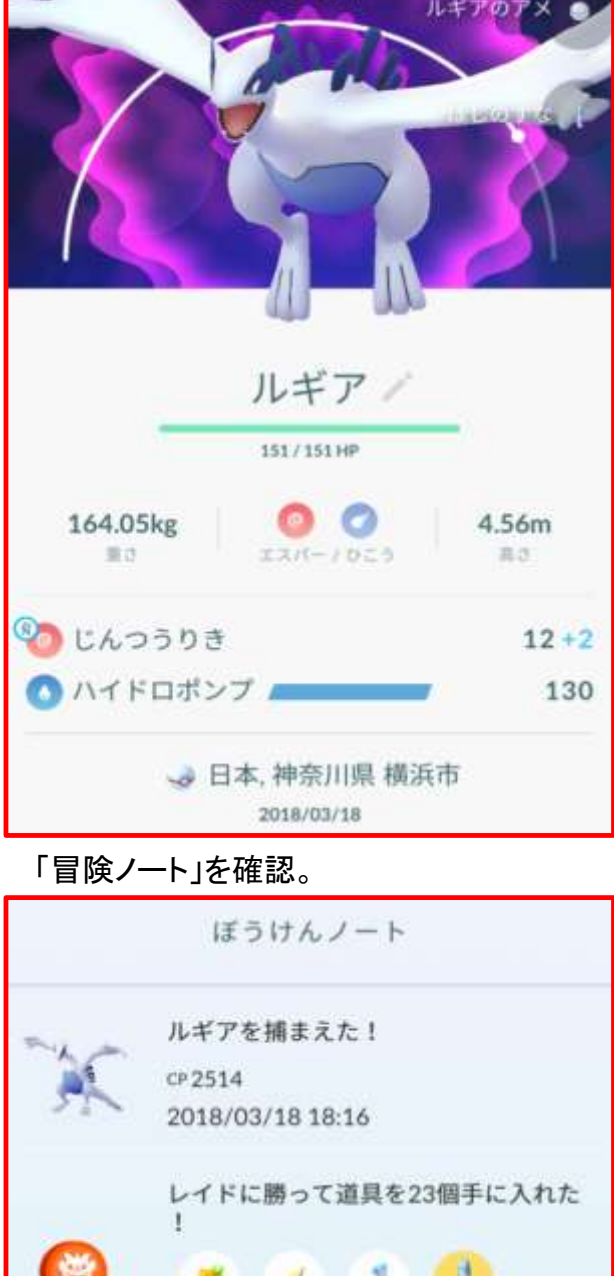 ルギアのアメ
ルギア
151 / 151 HP
164.05kg
重さ
エスパー / ひこう
4.56m
高さ
じんつうりき 12 +2
ハイドロポンプ 130
日本, 神奈川県 横浜市
2018/03/18
「冒険ノート」を確認。
ぼうけんノート
ルギアを捕まえた！
CP 2514
2018/03/18 18:16
レイドに勝って道具を23個手に入れた
！